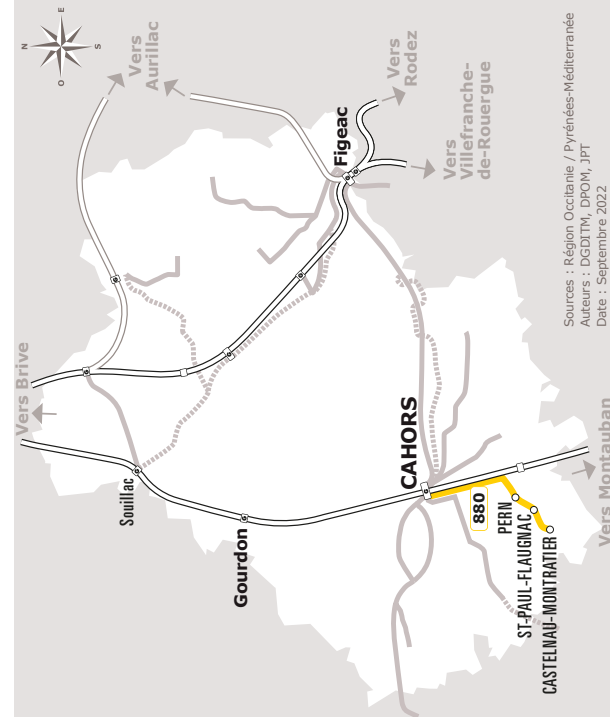 N
E
S
O
Vers
Aurillac
Vers
Rodez
Figeac
Vers
Villefranche-
de-Rouergue
Vers Brive
Souillac
Gourdon
CAHORS
880
PERN
ST-PAUL-FLAUGNAC
CASTELNAU-MONTRATIER
Vers Montauban
Sources : Région Occitanie / Pyrénées-Méditerranée
Auteurs : DGDITM, DPOM, JPT
Date : Septembre 2022